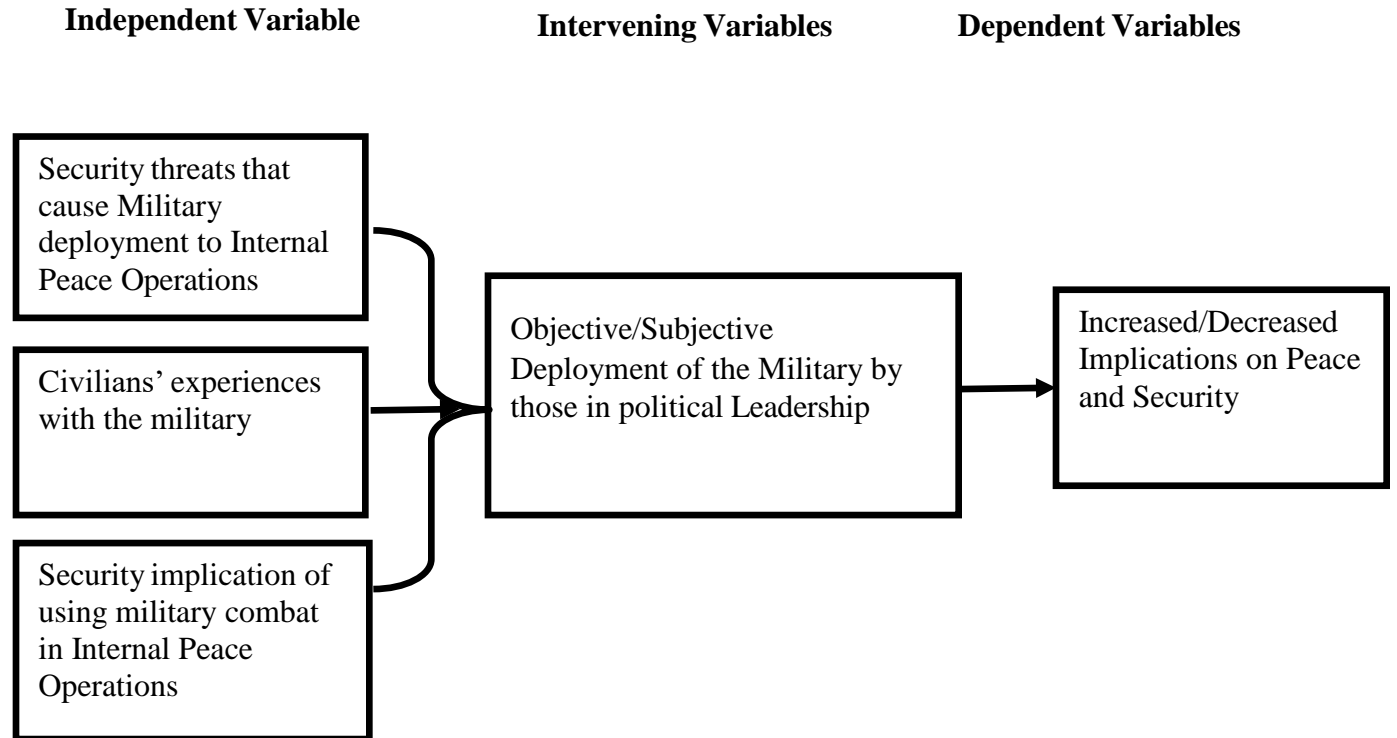 Independent Variable
Intervening Variables
Dependent Variables
Security threats that
cause Military
deployment to Internal
Peace Operations
Civilians’ experiences
with the military
Security implication of
using military combat
in Internal Peace
Operations
Objective/Subjective
Deployment of the Military by
those in political Leadership
Increased/Decreased
Implications on Peace
and Security